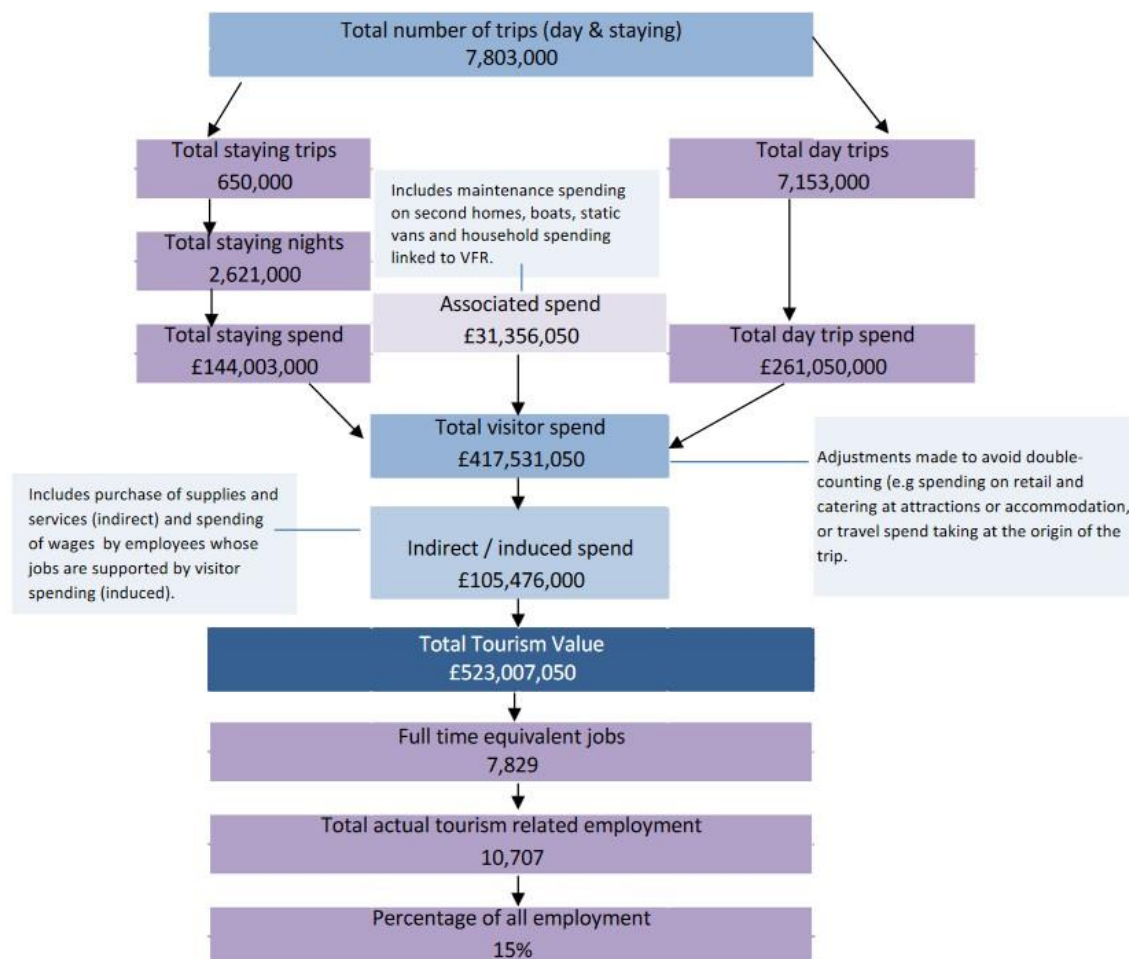 Total number of trips (day & staying)
7,803,000
Total staying trips
650,000
Total day trips
7,153,000
Includes maintenance spending
on second homes, boats, static
vans and household spending
linked to VFR.
Total staying nights
2,621,000
Associated spend
£31,356,050
Total staying spend
£144,003,000
Total day trip spend
£261,050,000
Total visitor spend
£417,531,050
Adjustments made to avoid double-
counting (e.g spending on retail and
catering at attractions or accommodation,
or travel spend taking at the origin of the
trip.
Includes purchase of supplies and
services (indirect) and spending
of wages by employees whose
jobs are supported by visitor
spending (induced).
Indirect / induced spend
£105,476,000
Total Tourism Value
£523,007,050
Full time equivalent jobs
7,829
Total actual tourism related employment
10,707
Percentage of all employment
15%